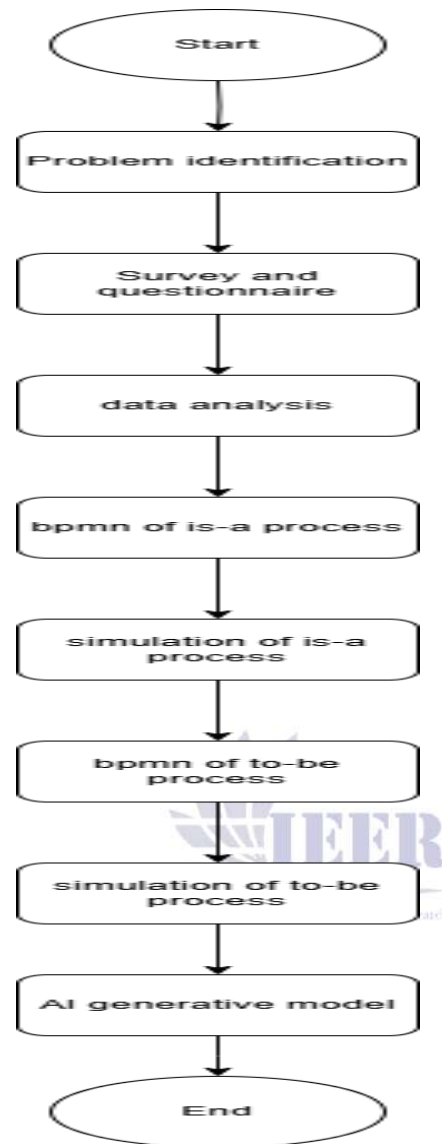 Start
Problem identification
Survey and
questionnaire
data analysis
bpmn of is-a process
simulation of is-a
process
bpmn of to-be
process
IEER
simulation of to-be
process
AI generative model
End